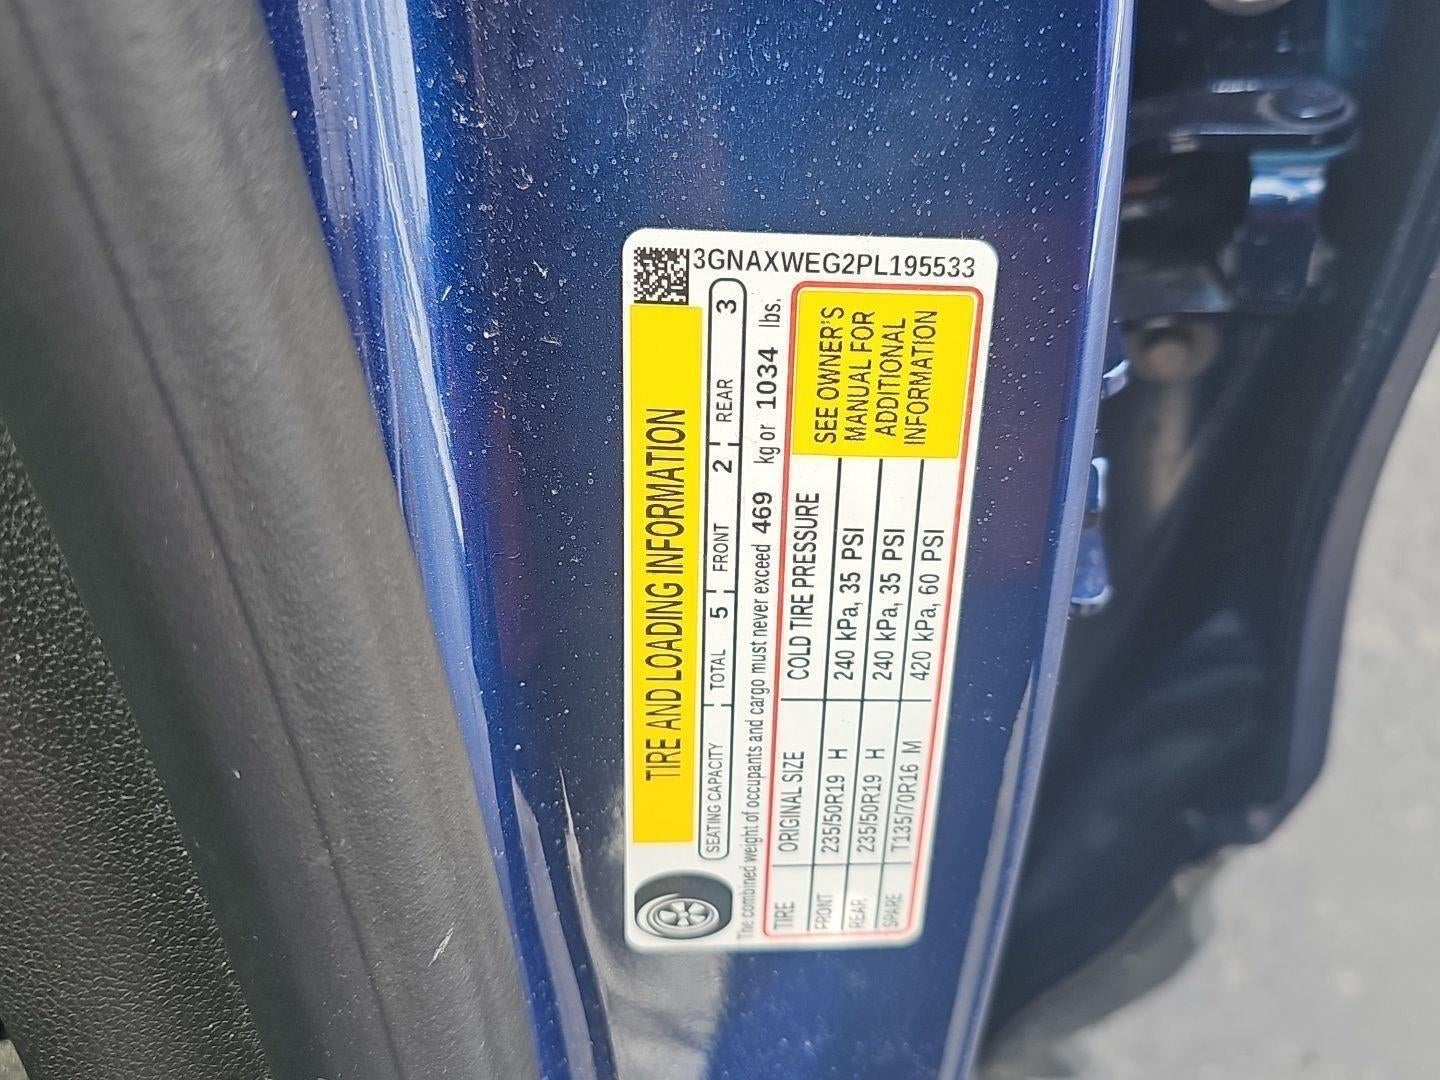 3GNAXWEG2PL195533
TIRE AND LOADING INFORMATION
SEATING CAPACITY TOTAL 5 FRONT 2 REAR 3
The combined weight of occupants and cargo must never exceed 469 kg or 1034 lbs.
TIRE ORIGINAL SIZE COLD TIRE PRESSURE
FRONT 235/50R19 H 240 kPa, 35 PSI
REAR 235/50R19 H 240 kPa, 35 PSI
SPARE T135/70R16 M 420 kPa, 60 PSI
SEE OWNER'S
MANUAL FOR
ADDITIONAL
INFORMATION